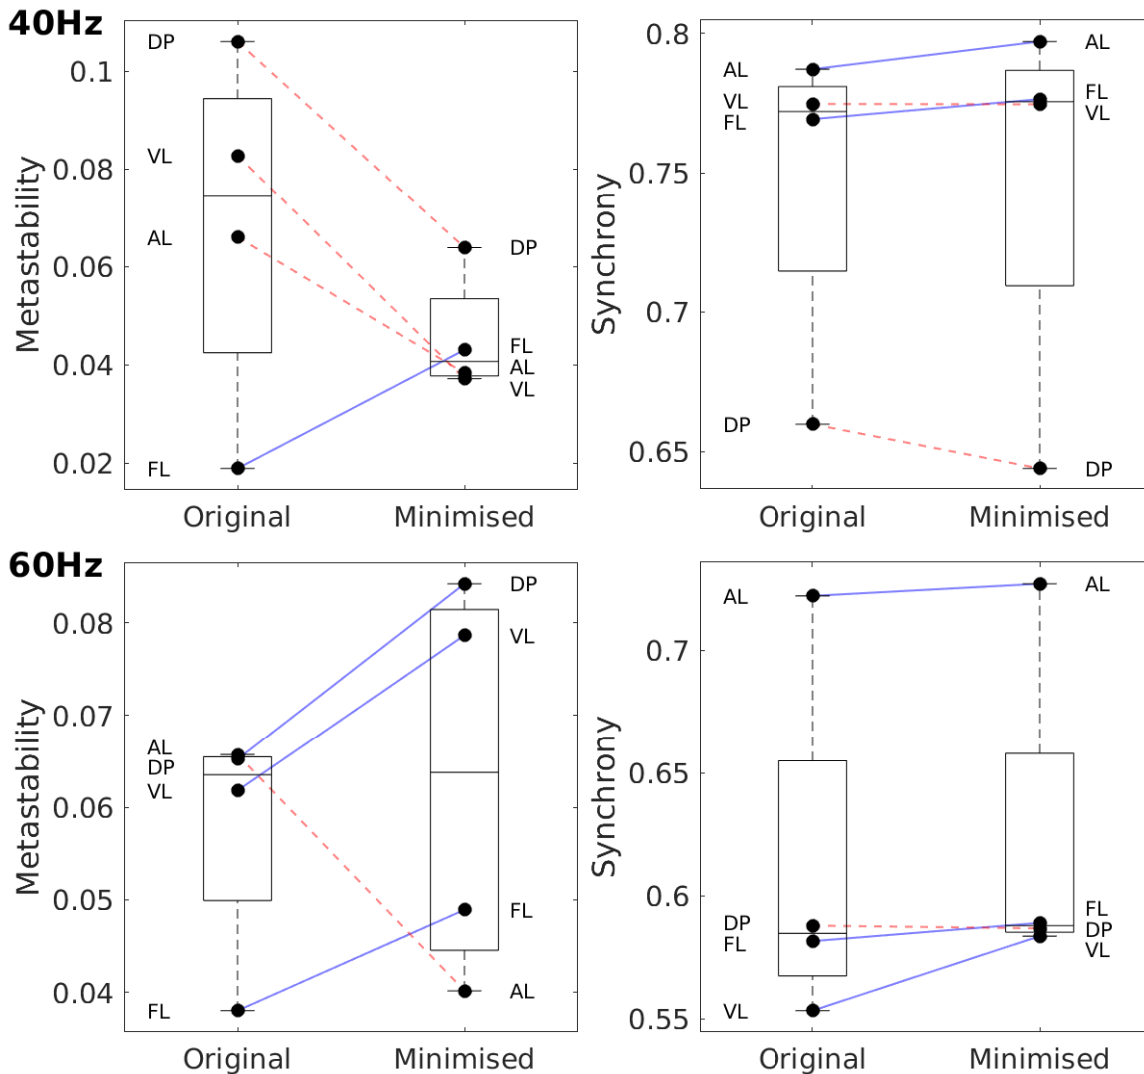 40Hz
Metastability
0.1
0.08
0.06
0.04
0.02
DP
VL
AL
FL
DP
FL
AL
VL
Original
Minimised
Synchrony
0.8
0.75
0.7
0.65
AL
VL
FL
DP
AL
FL
VL
DP
Original
Minimised
60Hz
Metastability
0.08
0.07
0.06
0.05
0.04
AL
DP
VL
FL
DP
VL
FL
AL
Original
Minimised
Synchrony
0.7
0.65
0.6
0.55
AL
DP
FL
VL
AL
FL
DP
VL
Original
Minimised